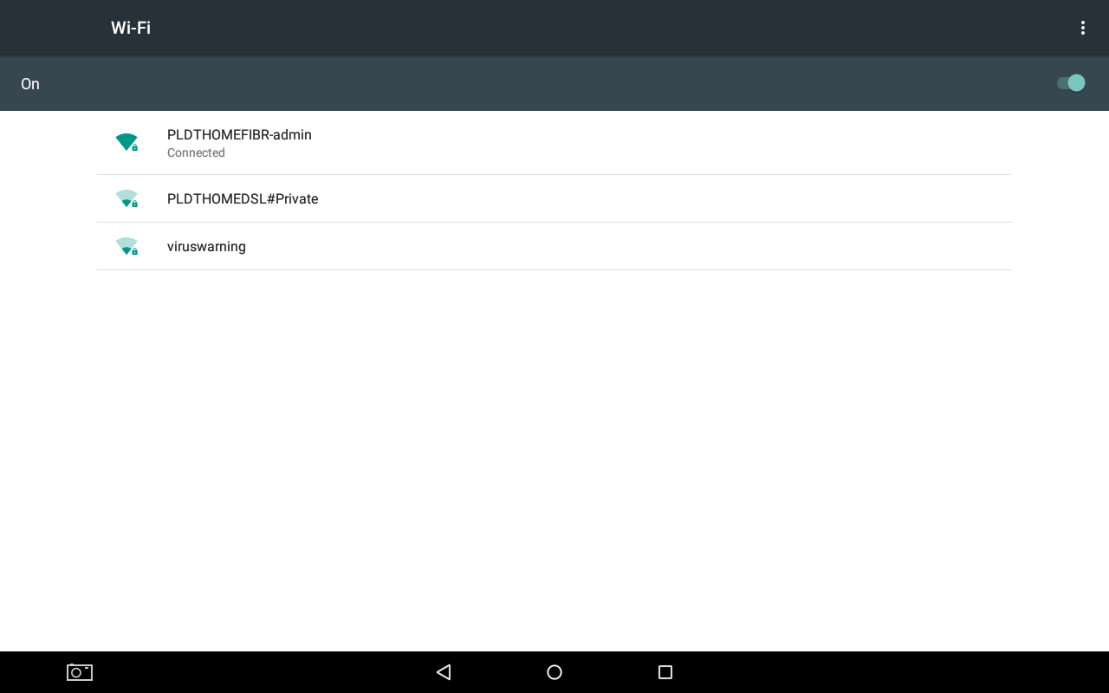 Wi-Fi
On
PLDTHOMEFIBR-admin
Connected
PLDTHOMEDSL#Private
viruswarning